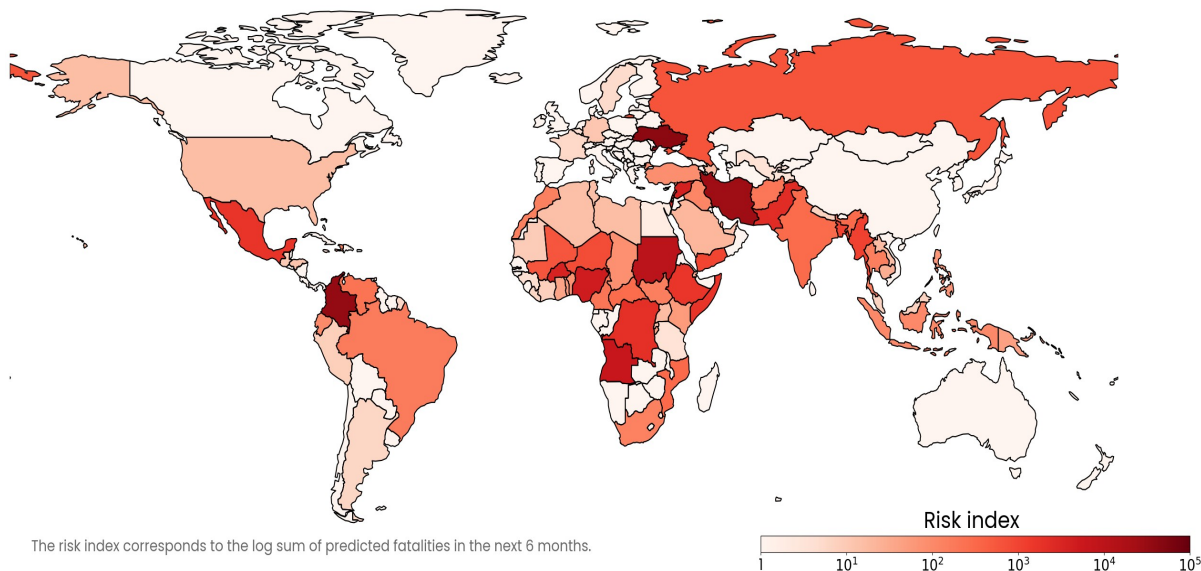 Risk index
The risk index corresponds to the log sum of predicted fatalities in the next 6 months.
1 10¹ 10² 10³ 10⁴ 10⁵